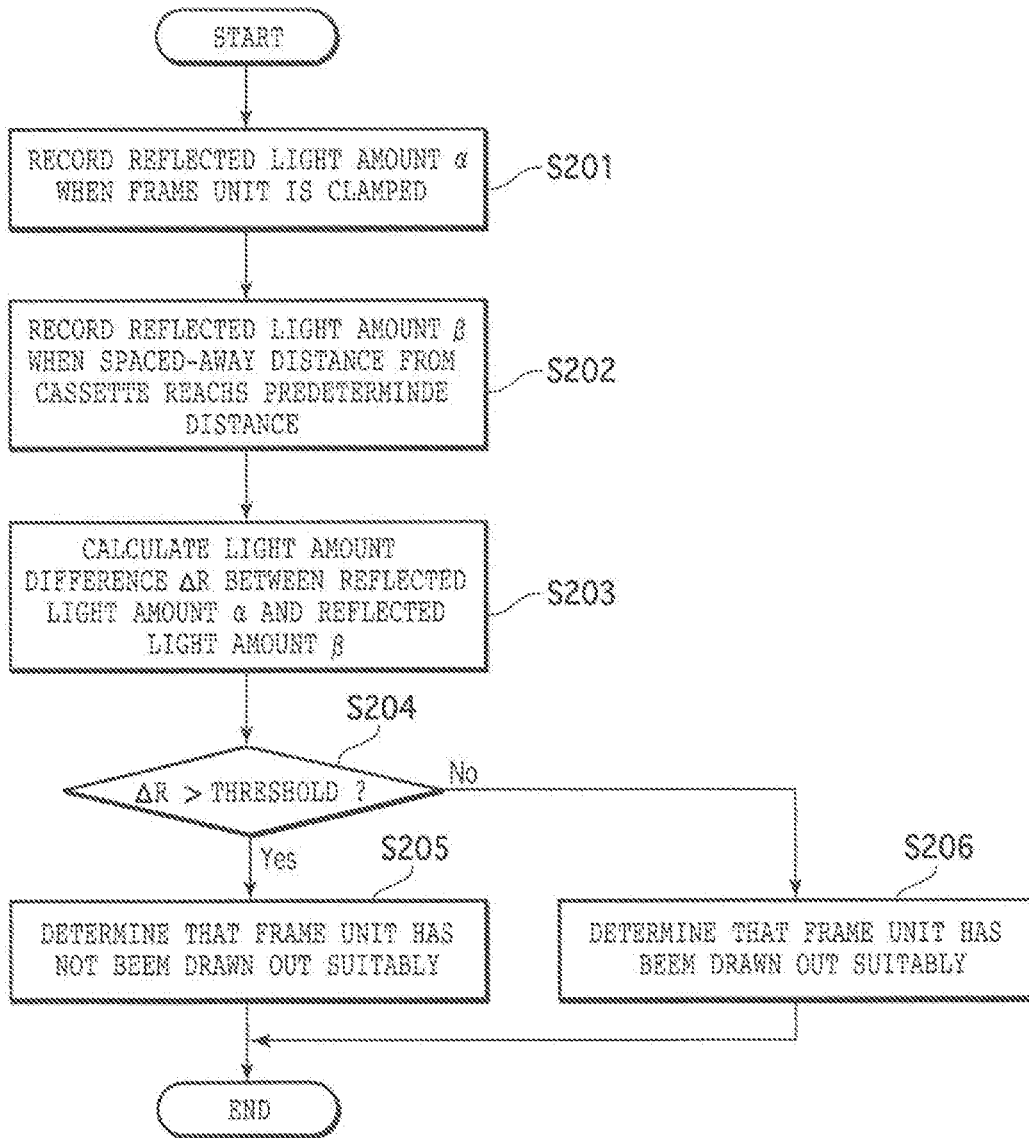 START
RECORD REFLECTED LIGHT AMOUNT α
WHEN FRAME UNIT IS CLAMPED
S201
RECORD REFLECTED LIGHT AMOUNT β
WHEN SPACED-AWAY DISTANCE FROM
CASSETTE REACHS PREDETERMINDE
DISTANCE
S202
CALCULATE LIGHT AMOUNT
DIFFERENCE ΔR BETWEEN REFLECTED
LIGHT AMOUNT α AND REFLECTED
LIGHT AMOUNT β
S203
S204
ΔR > THRESHOLD ?
No
Yes
S205
DETERMINE THAT FRAME UNIT HAS
NOT BEEM DRAWN OUT SUITABLY
S206
DETERMINE THAT FRAME UNIT HAS
BEEM DRAWN OUT SUITABLY
END